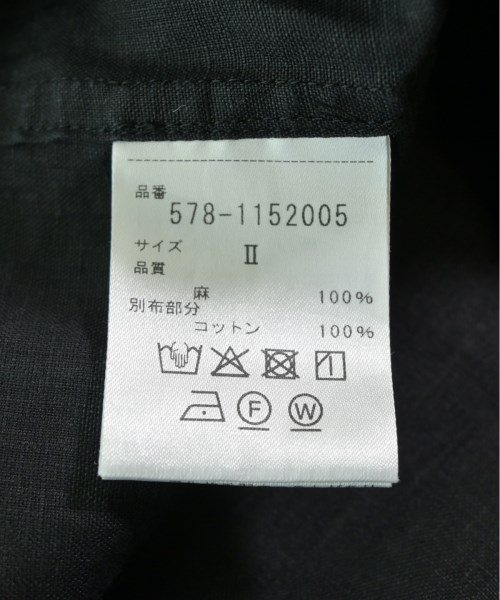 品番
578-1152005
サイズ Ⅱ
品質
麻 100%
別布部分
コットン 100%
F W